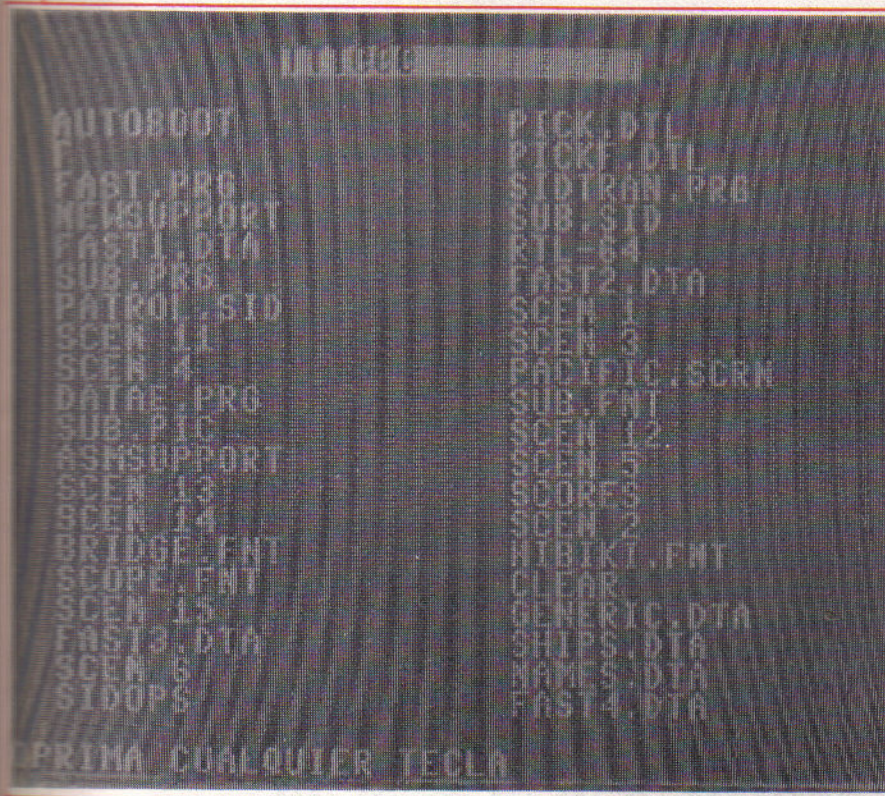 AUTOBOOT
F
FAST.PRG
NEWSUPPORT
FAST1.DTA
SUB.PRG
PATROL.SID
SCEN 11
SCEN 4
DATAE.PRG
SUB.PIC
ASMSUPPORT
SCEN 13
SCEN 14
BRIDGE.FNT
SCOPE.FNT
SCEN 15
FAST3.DTA
SCEN 6
SIDOPS
PICK.DTL
PICKF.DTL
SIDTRAN.PRG
SUB.SID
RTL-64
FAST2.DTA
SCEN 1
SCEN 3
PACIFIC.SCRN
SUB.FNT
SCEN 12
SCEN 5
SCORES
SCEN 2
HIBIKI.FMT
CLEAR
GENERIC.DTA
SHIPS.DTA
NAMES.DTA
FAST4.DTA
OPRIMA CUALQUIER TECLA